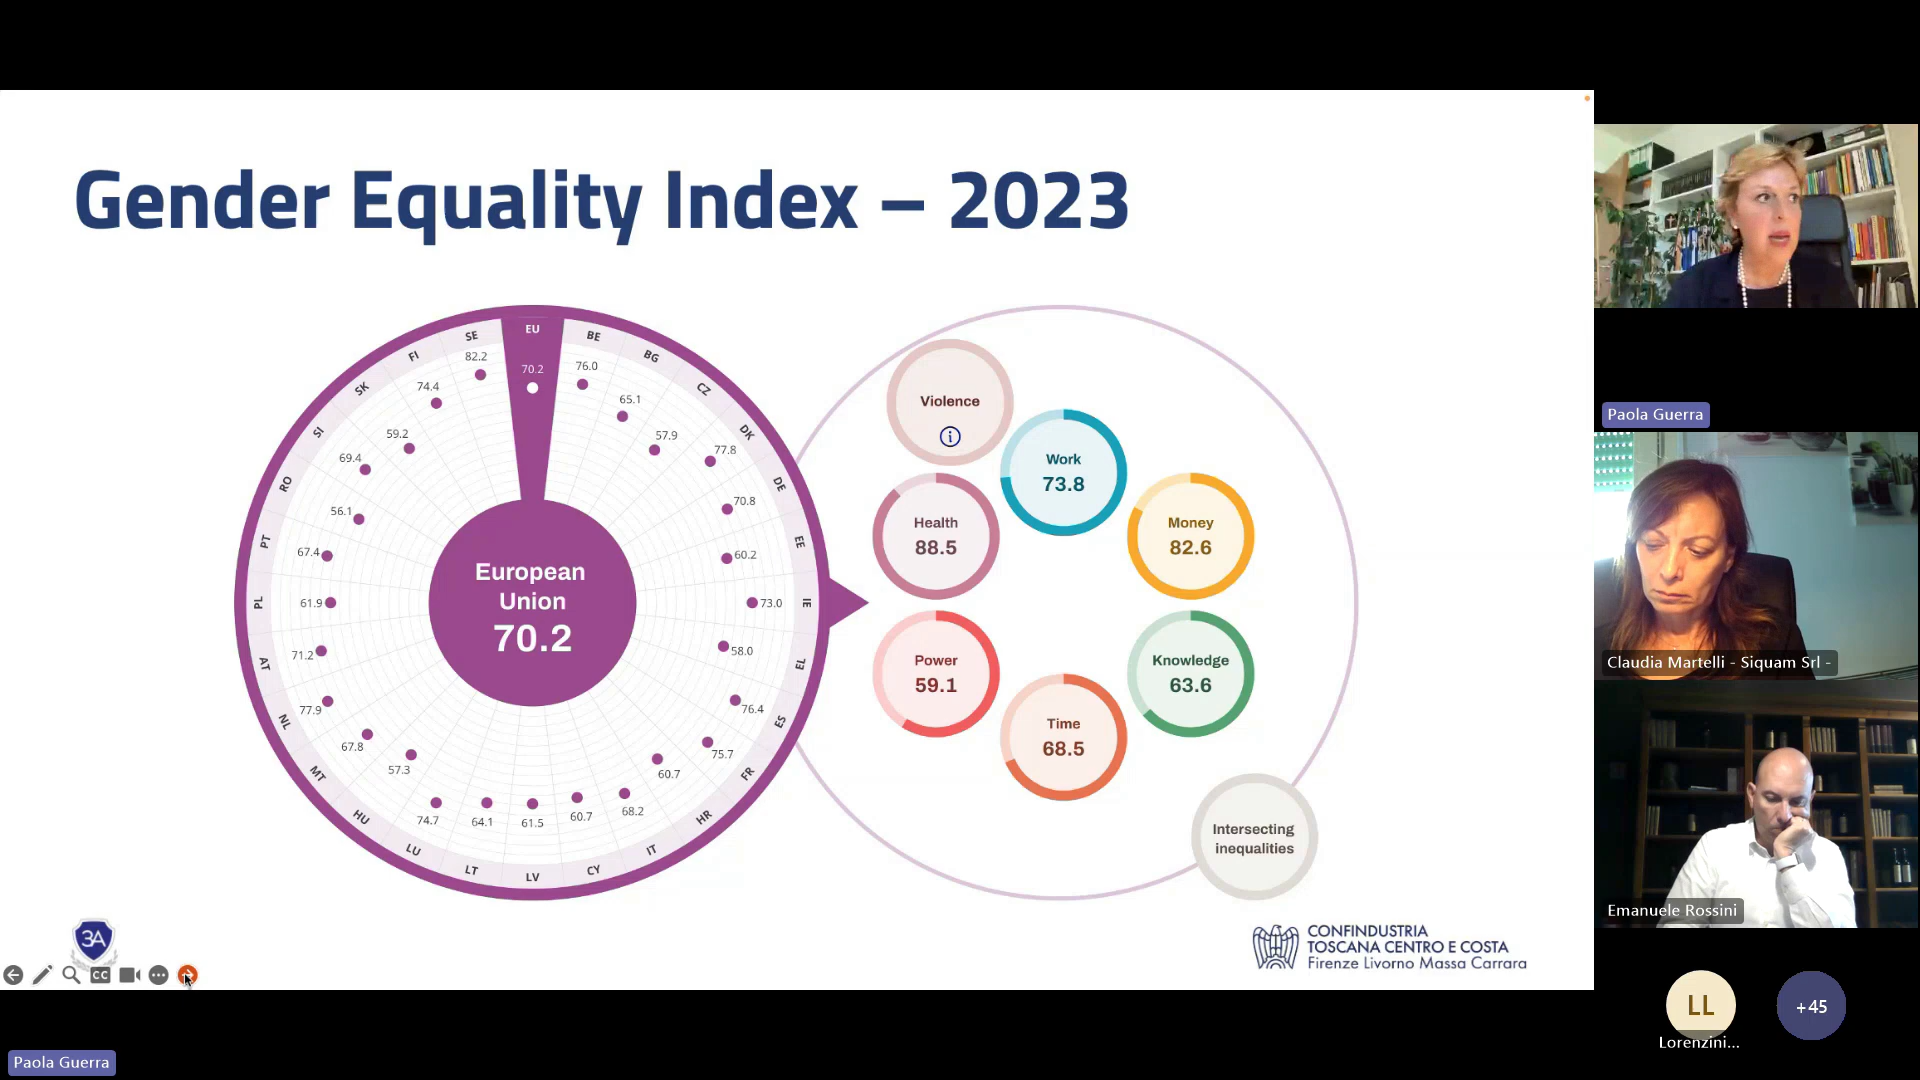 Gender Equality Index – 2023
EU
70.2
BE
76.0
BG
65.1
CZ
57.9
DK
77.8
DE
70.8
EE
60.2
IE
73.0
EL
58.0
ES
76.4
FR
75.7
HR
60.7
IT
68.2
CY
60.7
LV
61.5
LT
64.1
LU
74.7
HU
57.3
MT
67.8
NL
77.9
AT
71.2
PL
61.9
PT
67.4
RO
56.1
SI
69.4
SK
59.2
FI
74.4
SE
82.2
European
Union
70.2
Violence
i
Work
73.8
Health
88.5
Money
82.6
Power
59.1
Knowledge
63.6
Time
68.5
Intersecting
inequalities
3A
CC
CONFINDUSTRIA
TOSCANA CENTRO E COSTA
Firenze Livorno Massa Carrara
Paola Guerra
Claudia Martelli - Siquam Srl -
Emanuele Rossini
LL
Lorenzini...
+45
Paola Guerra